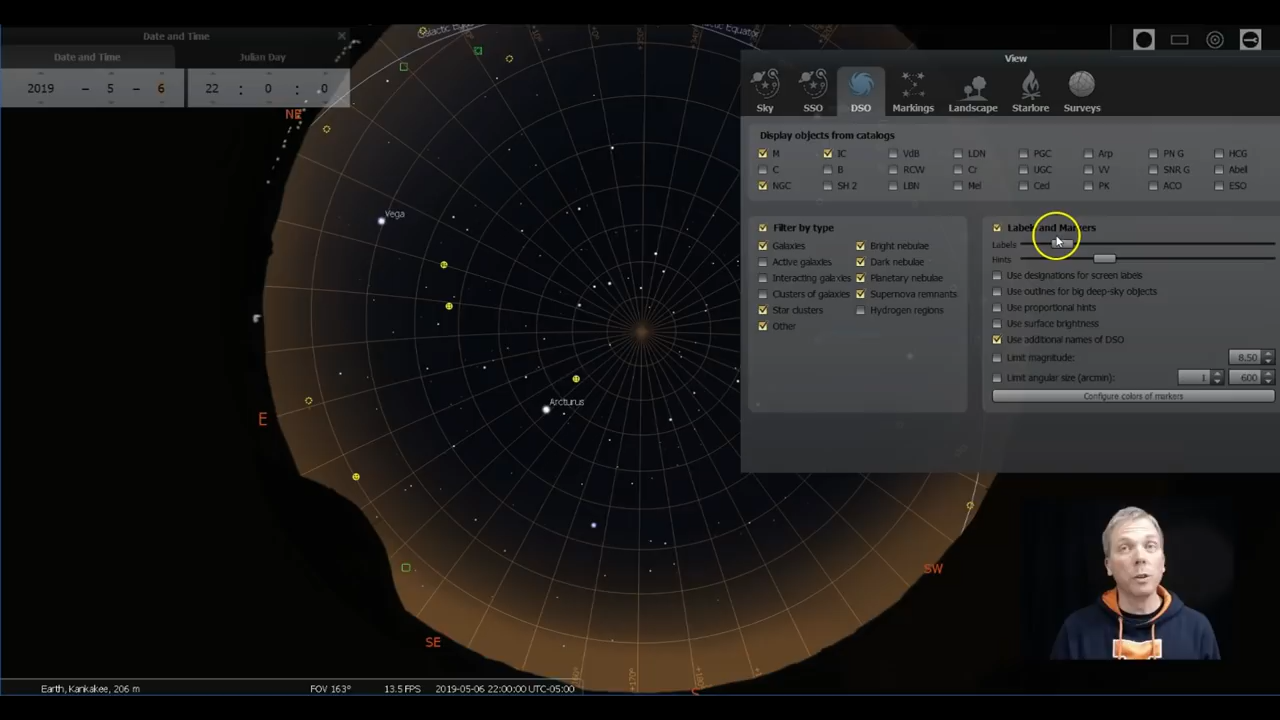 Date and Time
Date and Time
Julian Day
2019 - 5 - 6
22 : 0 : 0
Equator
View
Sky
SSO
DSO
Markings
Landscape
Starlore
Surveys
Display objects from catalogs
M
IC
VdB
LDN
PGC
Arp
PN G
HCG
C
B
RCW
Cr
UGC
VV
SNR G
Abell
NGC
SH 2
LBN
Mel
Ced
PK
ACO
ESO
Filter by type
Galaxies
Bright nebulae
Active galaxies
Dark nebulae
Interacting galaxies
Planetary nebulae
Clusters of galaxies
Supernova remnants
Star clusters
Hydrogen regions
Other
Labels and Markers
Labels
Hints
Use designations for screen labels
Use outlines for big deep-sky objects
Use proportional hints
Use surface brightness
Use additional names of DSO
Limit magnitude:
8.50
Limit angular size (arcmin):
1
600
Configure colors of markers
NE
Vega
Arcturus
E
SE
SW
Earth, Kankakee, 206 m
FOV 163°
13.5 FPS
2019-05-06 22:00:00 UTC-05:00